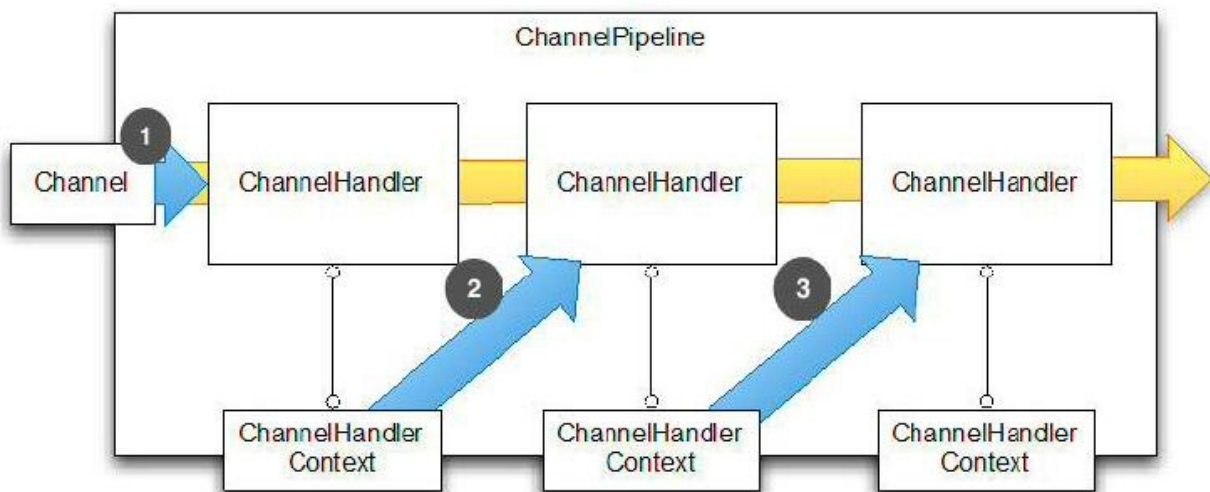 ChannelPipeline
1
Channel
ChannelHandler
ChannelHandler
ChannelHandler
2
3
ChannelHandler
Context
ChannelHandler
Context
ChannelHandler
Context